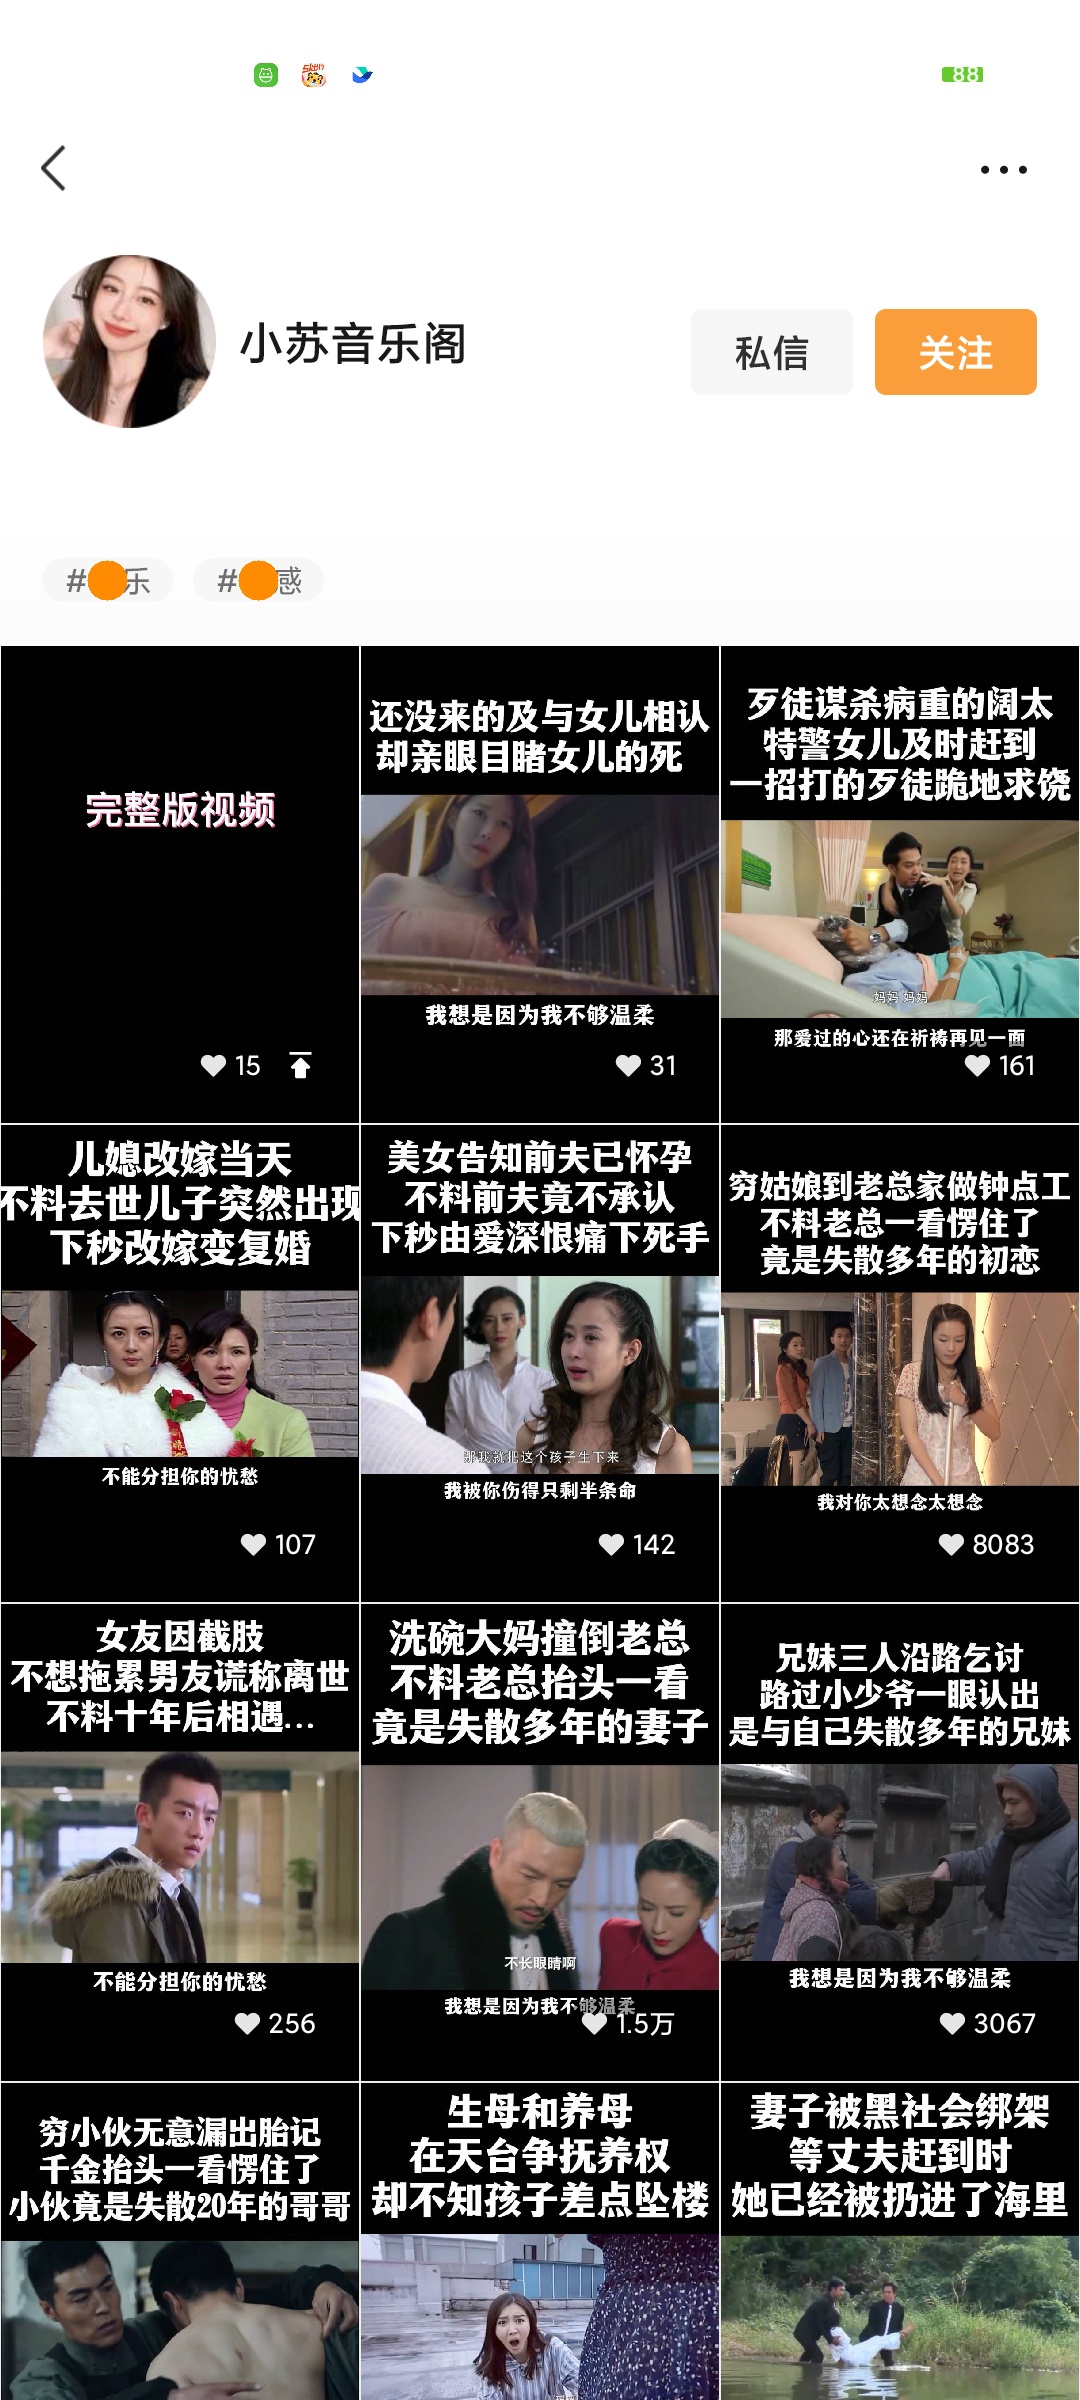 88
小苏音乐阁
私信
关注
#乐
#感
完整版视频
15
还没来的及与女儿相认
却亲眼目睹女儿的死
我想是因为我不够温柔
31
歹徒谋杀病重的阔太
特警女儿及时赶到
一招打的歹徒跪地求饶
妈妈 妈妈
那爱过的心还在祈祷再见一面
161
儿媳改嫁当天
不料去世儿子突然出现
下秒改嫁变复婚
不能分担你的忧愁
107
美女告知前夫已怀孕
不料前夫竟不承认
下秒由爱深恨痛下死手
那我就把这个孩子生下来
我被你伤得只剩半条命
142
穷姑娘到老总家做钟点工
不料老总一看愣住了
竟是失散多年的初恋
我对你太想念太想念
8083
女友因截肢
不想拖累男友谎称离世
不料十年后相遇...
不能分担你的忧愁
256
洗碗大妈撞倒老总
不料老总抬头一看
竟是失散多年的妻子
不长眼睛啊
我想是因为我不够温柔
1.5万
兄妹三人沿路乞讨
路过小少爷一眼认出
是与自己失散多年的兄妹
我想是因为我不够温柔
3067
穷小伙无意漏出胎记
千金抬头一看愣住了
小伙竟是失散20年的哥哥
生母和养母
在天台争抚养权
却不知孩子差点坠楼
妻子被黑社会绑架
等丈夫赶到时
她已经被扔进了海里